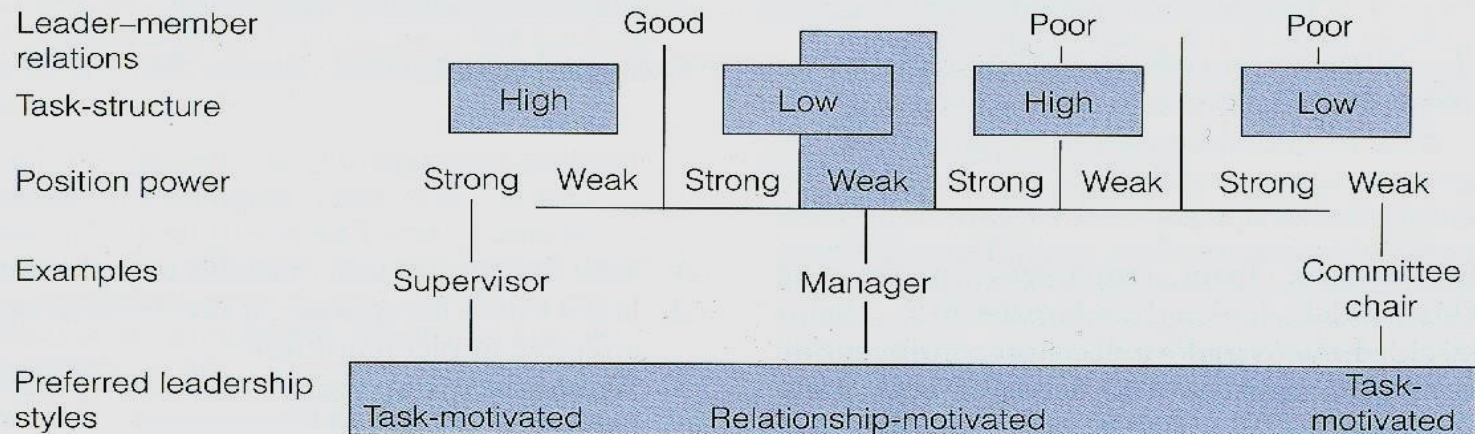 Leader–member relations Good Poor Poor
Task-structure High Low High Low
Position power Strong Weak Strong Weak Strong Weak Strong Weak
Examples Supervisor Manager Committee chair
Preferred leadership styles Task-motivated Relationship-motivated Task-motivated